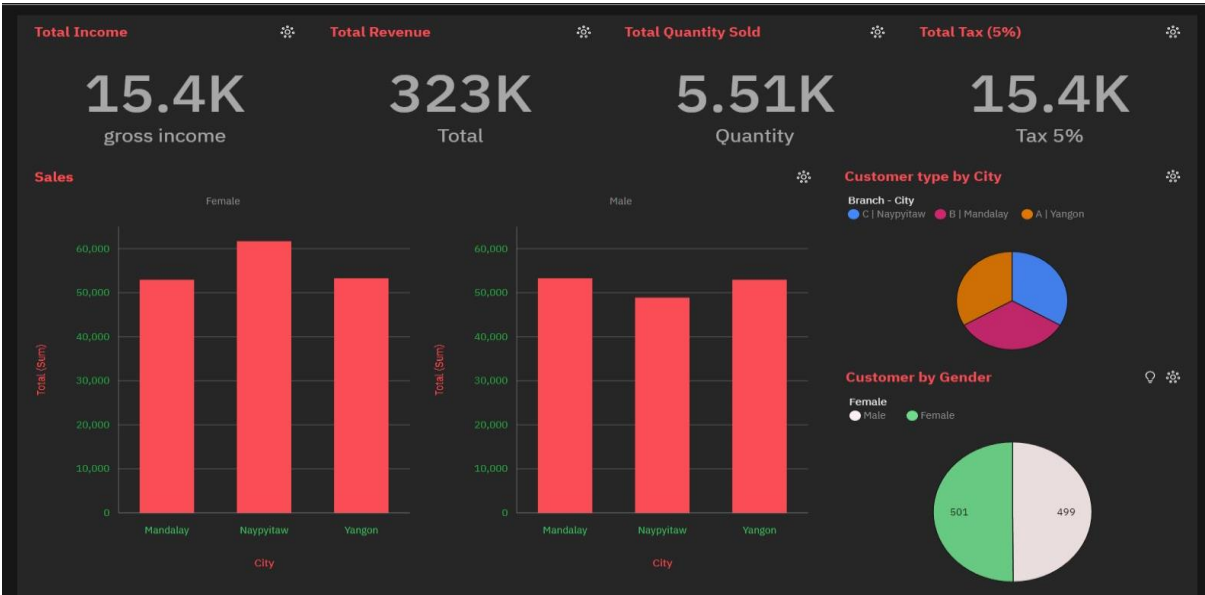 Total Income
Total Revenue
Total Quantity Sold
Total Tax (5%)
15.4K
323K
5.51K
15.4K
gross income
Total
Quantity
Tax 5%
Sales
Female
Male
60,000
50,000
40,000
30,000
20,000
10,000
0
Total (Sum)
Mandalay
Naypyitaw
Yangon
City
60,000
50,000
40,000
30,000
20,000
10,000
0
Total (Sum)
Mandalay
Naypyitaw
Yangon
City
Customer type by City
Branch - City
C | Naypyitaw
B | Mandalay
A | Yangon
Customer by Gender
Female
Male
Female
501
499